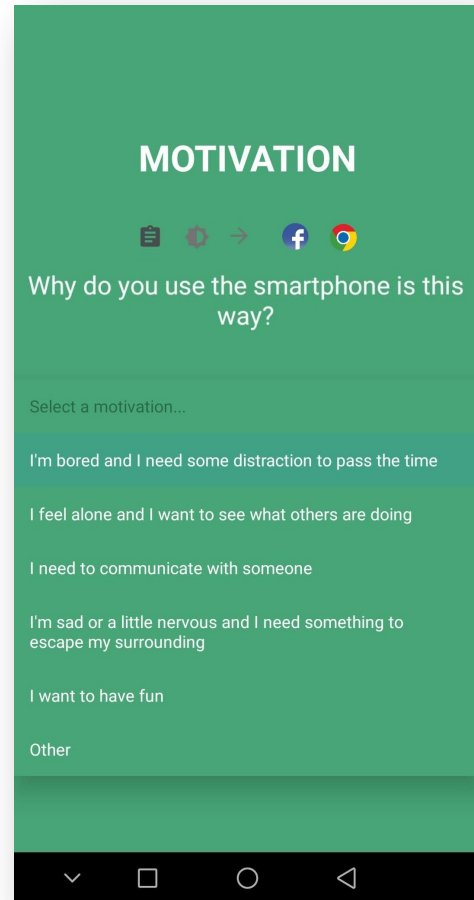 MOTIVATION
Why do you use the smartphone is this
way?
Select a motivation...
I'm bored and I need some distraction to pass the time
I feel alone and I want to see what others are doing
I need to communicate with someone
I'm sad or a little nervous and I need something to
escape my surrounding
I want to have fun
Other